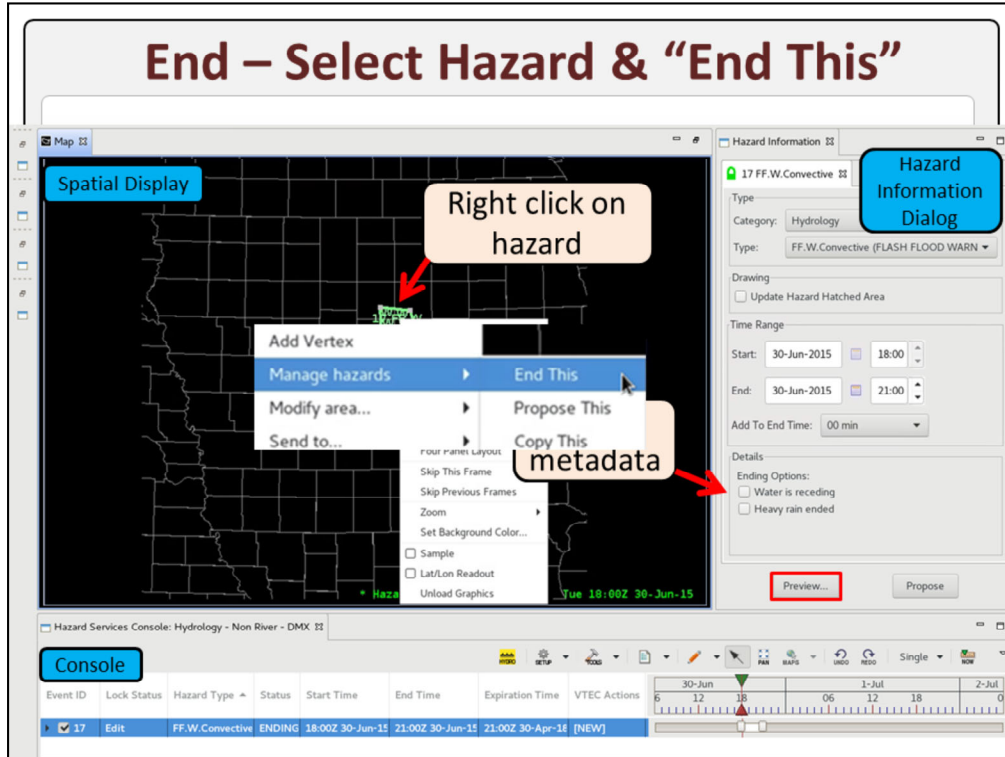 End – Select Hazard & “End This”
Map
Spatial Display
Right click on
hazard
Add Vertex
Manage hazards
End This
Modify area...
Propose This
Send to...
Copy This
metadata
Four Panel Layout
Skip This Frame
Skip Previous Frames
Zoom
Set Background Color...
Sample
Lat/Lon Readout
Unload Graphics
* Haza
Tue 18:00Z 30-Jun-15
Hazard Information
17 FF.W.Convective
Hazard
Information
Dialog
Type
Category: Hydrology
Type: FF.W.Convective (FLASH FLOOD WARN
Drawing
Update Hazard Hatched Area
Time Range
Start: 30-Jun-2015 18:00
End: 30-Jun-2015 21:00
Add To End Time: 00 min
Details
Ending Options:
Water is receding
Heavy rain ended
Preview...
Propose
Hazard Services Console: Hydrology - Non River - DMX
Console
HYDRO SETUP TOOLS PAN MAPS UNDO REDO Single NOW
Event ID Lock Status Hazard Type Status Start Time End Time Expiration Time VTEC Actions
30-Jun 1-Jul 2-Jul
6 12 18 06 12 18 0
17 Edit FF.W.Convective ENDING 18:00Z 30-Jun-15 21:00Z 30-Jun-15 21:00Z 30-Apr-18 [NEW]